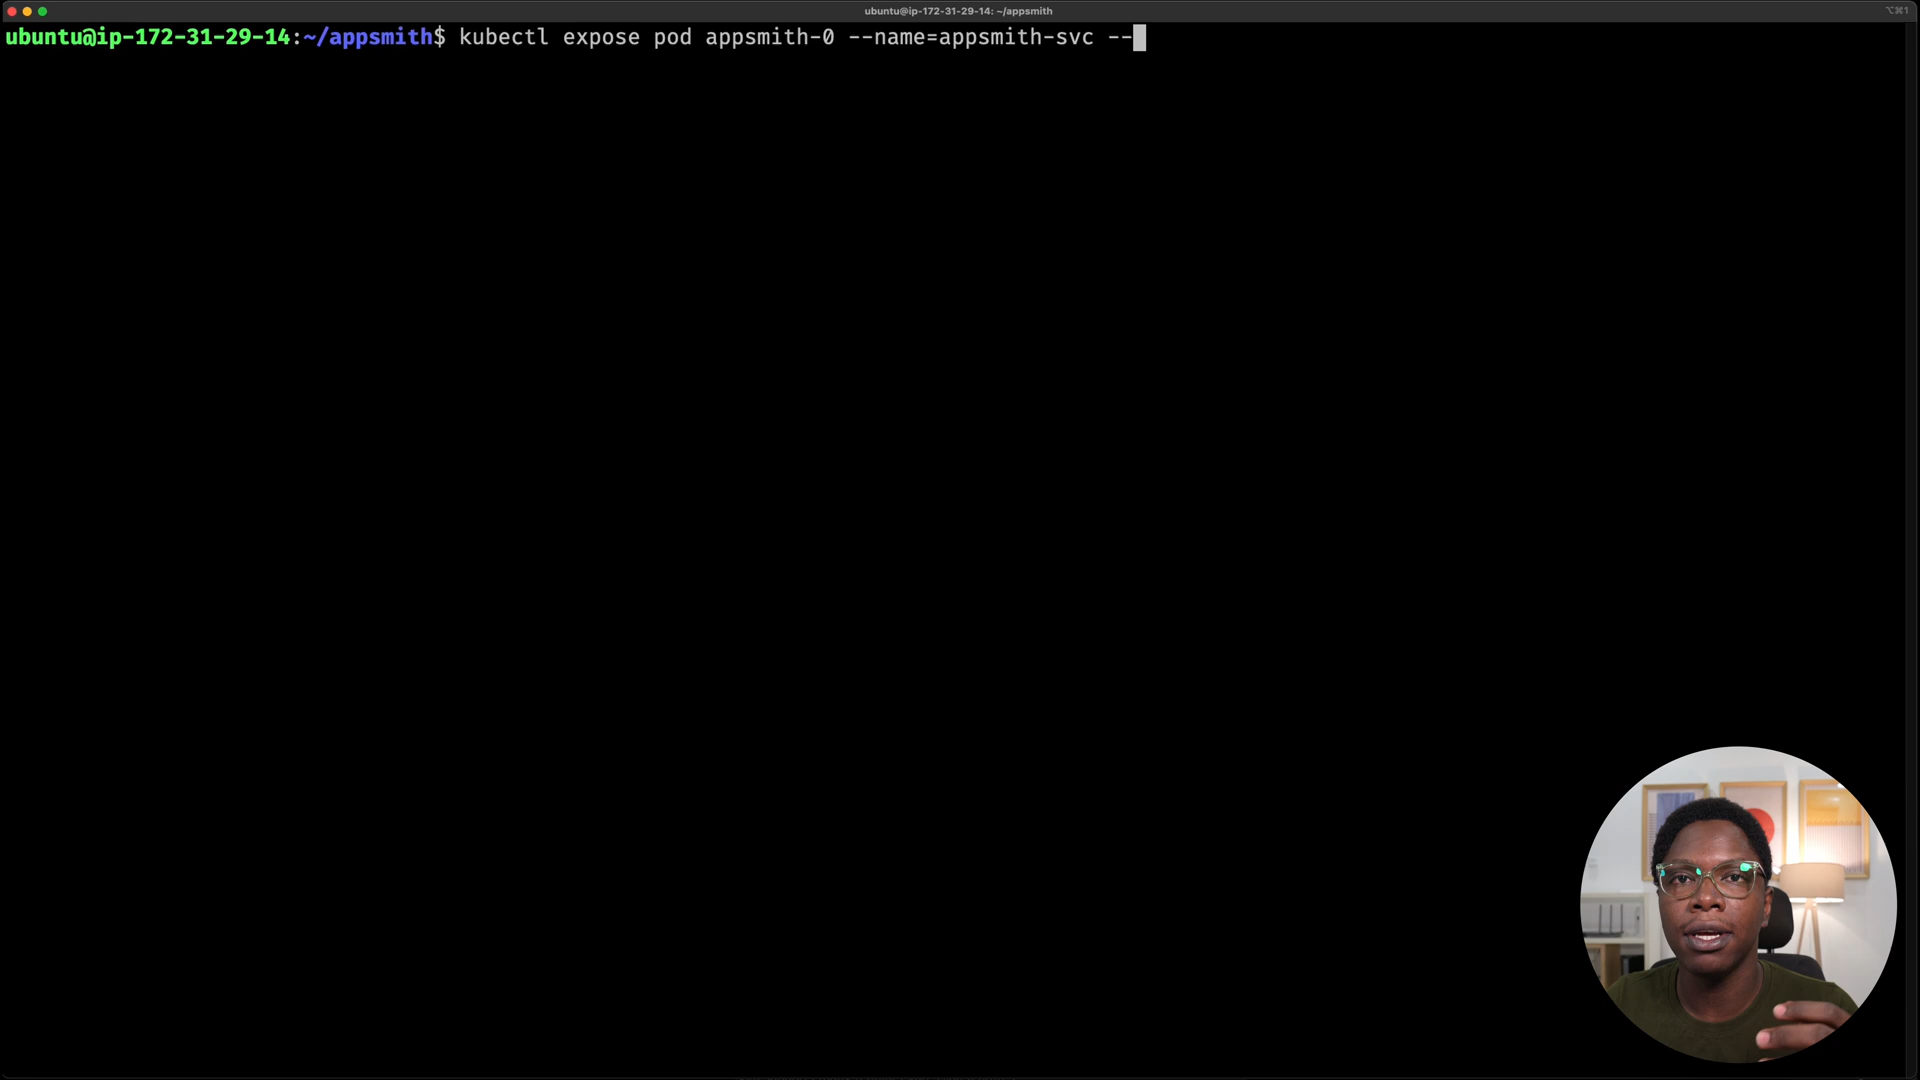 ubuntu@ip-172-31-29-14: ~/appsmith
⌥⌘1
ubuntu@ip-172-31-29-14:~/appsmith$ kubectl expose pod appsmith-0 --name=appsmith-svc --